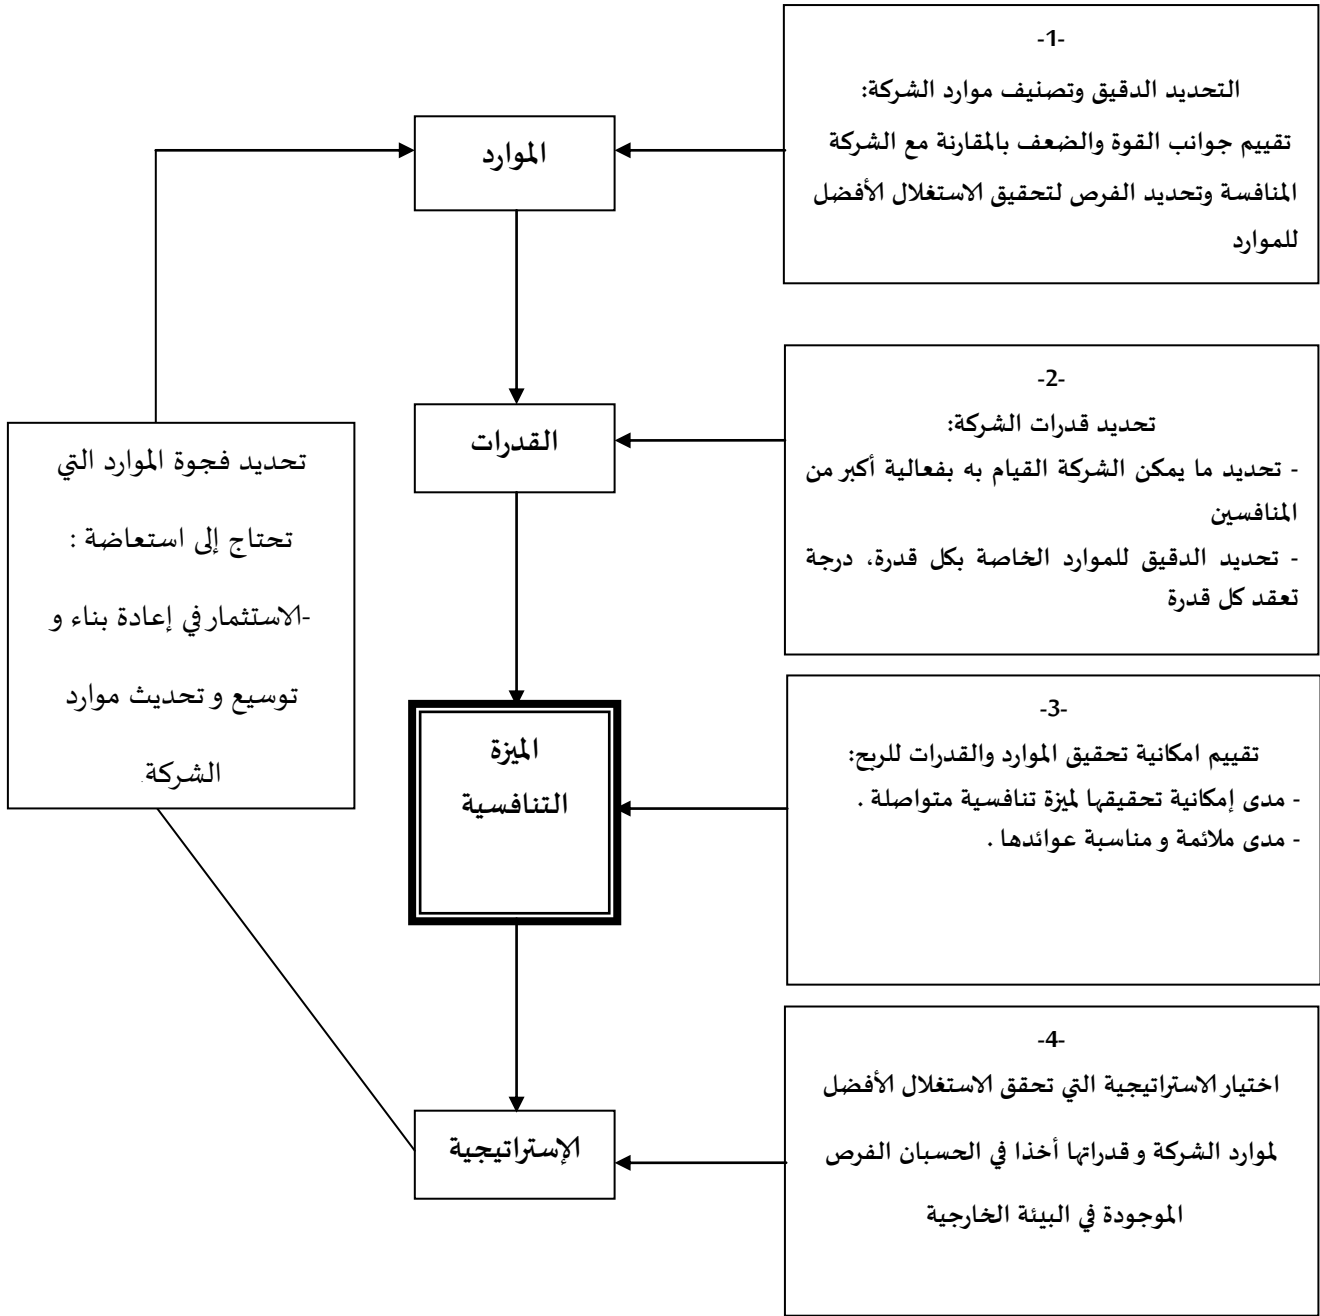 -1-
التحديد الدقيق وتصنيف موارد الشركة:
تقييم جوانب القوة والضعف بالمقارنة مع الشركة
المنافسة وتحديد الفرص لتحقيق الاستغلال الأفضل
للموارد
الموارد
-2-
تحديد قدرات الشركة:
- تحديد ما يمكن الشركة القيام به بفعالية أكبر من
المنافسين
- تحديد الدقيق للموارد الخاصة بكل قدرة، درجة
تعقد كل قدرة
القدرات
-3-
تقييم امكانية تحقيق الموارد والقدرات للربح:
- مدى إمكانية تحقيقها لميزة تنافسية متواصلة .
- مدى ملائمة و مناسبة عوائدها .
الميزة
التنافسية
-4-
اختيار الاستراتيجية التي تحقق الاستغلال الأفضل
لموارد الشركة و قدراتها أخذا في الحسبان الفرص
الموجودة في البيئة الخارجية
الإستراتيجية
تحديد فجوة الموارد التي
تحتاج إلى استعاضة :
-الاستثمار في إعادة بناء و
توسيع و تحديث موارد
الشركة.